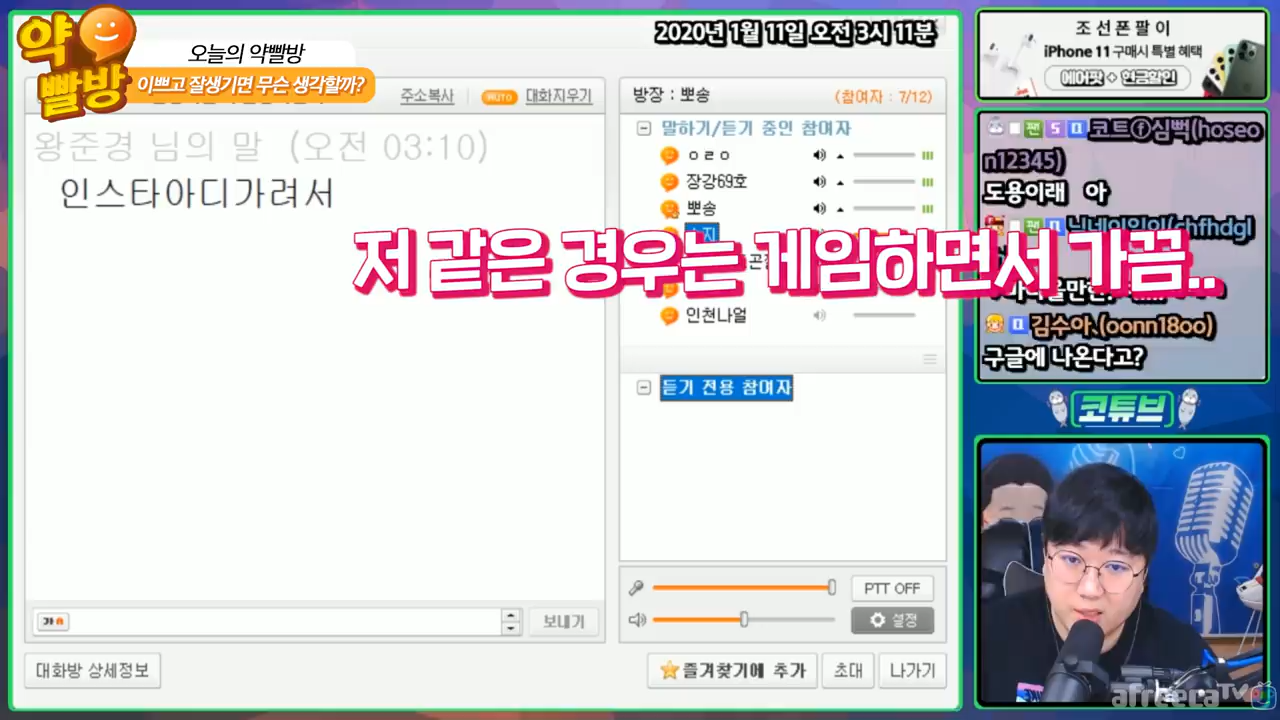 약빨방
오늘의 약빨방
이쁘고 잘생기면 무슨 생각할까?
2020년 1월 11일 오전 3시 11분
주소복사
AUTO
대화지우기
왕준경 님의 말 (오전 03:10)
인스타아디가려서
방장 : 뽀송
(참여자 : 7/12)
말하기/듣기 중인 참여자
ㅇㄹㅇ
장강69호
뽀송
인천나얼
저 같은 경우는 게임하면서 가끔..
듣기 전용 참여자
PTT OFF
설정
가
보내기
대화방 상세정보
즐겨찾기에 추가
초대
나가기
조선폰팔이
iPhone 11 구매시 특별 혜택
에어팟 + 현금할인
팬 S 코트ⓕ심쿵(hoseo
n12345)
도용이래 아
구글에 나온다고?
김수아.(oonn18oo)
코튜브
afreecaTV